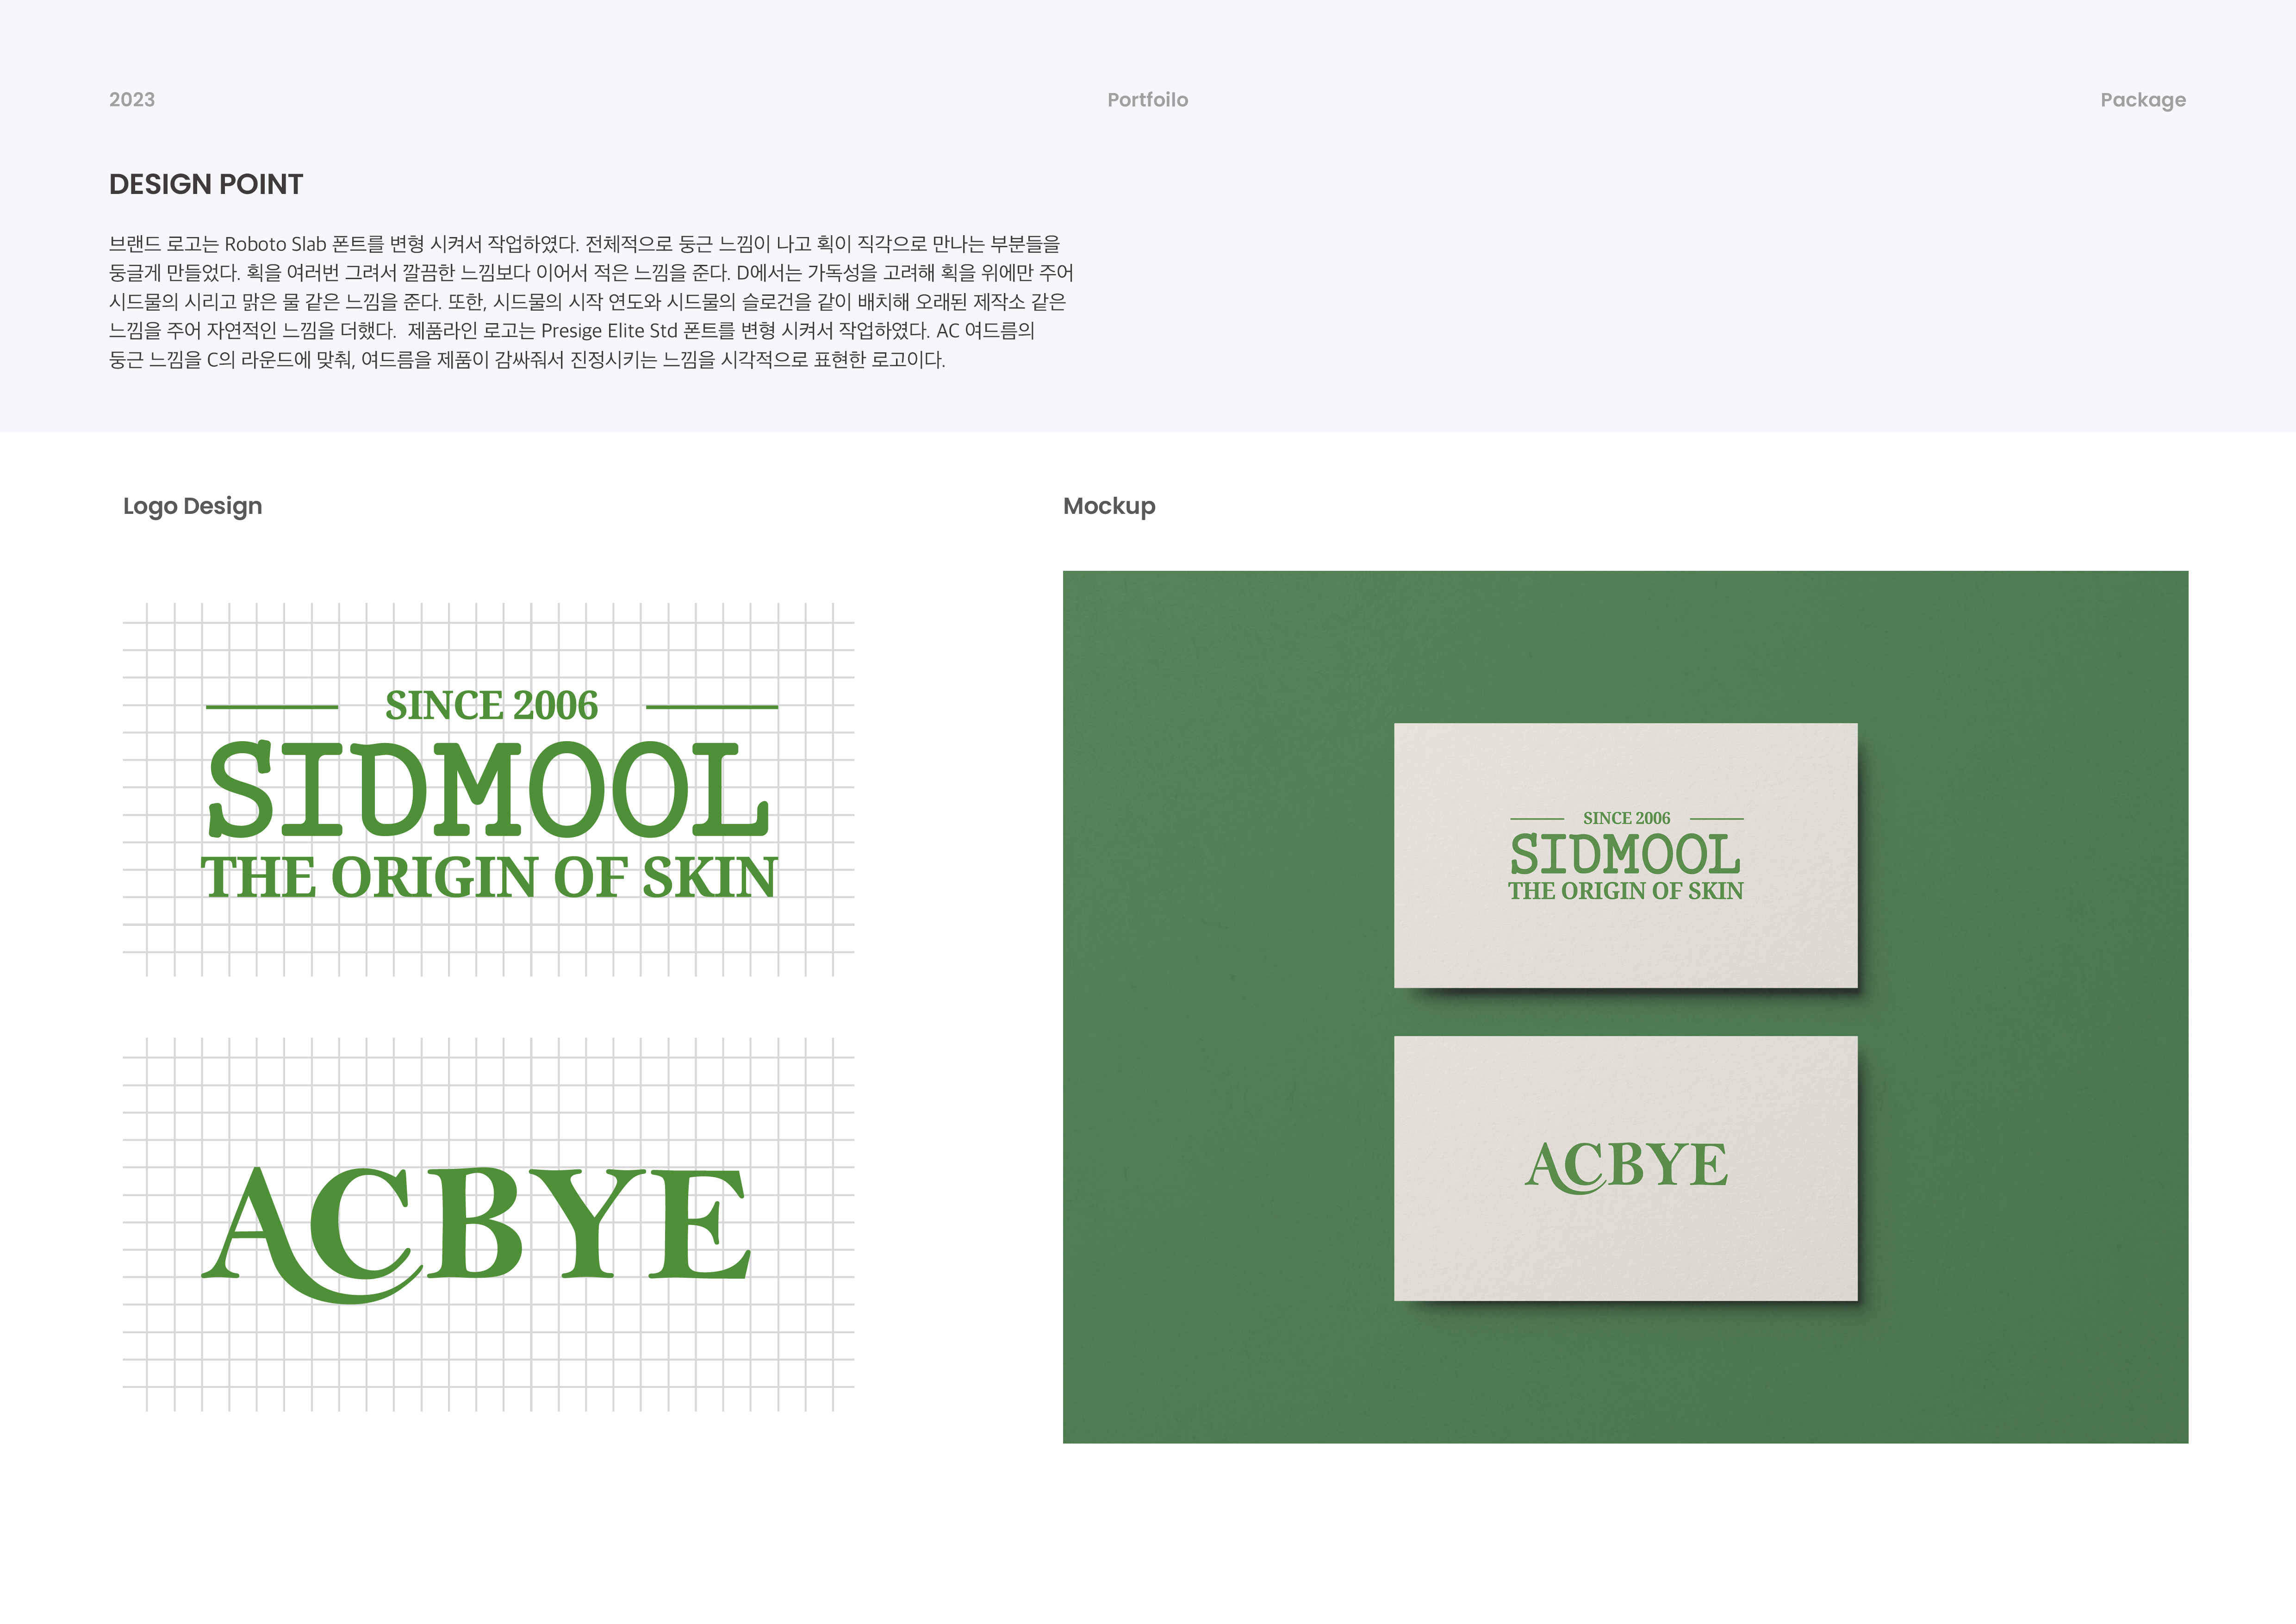 2023 Portfoilo Package
DESIGN POINT
브랜드 로고는 Roboto Slab 폰트를 변형 시켜서 작업하였다. 전체적으로 둥근 느낌이 나고 획이 직각으로 만나는 부분들을
둥글게 만들었다. 획을 여러번 그려서 깔끔한 느낌보다 이어서 적은 느낌을 준다. D에서는 가독성을 고려해 획을 위에만 주어
시드물의 시리고 맑은 물 같은 느낌을 준다. 또한, 시드물의 시작 연도와 시드물의 슬로건을 같이 배치해 오래된 제작소 같은
느낌을 주어 자연적인 느낌을 더했다. 제품라인 로고는 Presige Elite Std 폰트를 변형 시켜서 작업하였다. AC 여드름의
둥근 느낌을 C의 라운드에 맞춰, 여드름을 제품이 감싸줘서 진정시키는 느낌을 시각적으로 표현한 로고이다.
Logo Design
SINCE 2006
SIDMOOL
THE ORIGIN OF SKIN
ACBYE
Mockup
SINCE 2006
SIDMOOL
THE ORIGIN OF SKIN
ACBYE